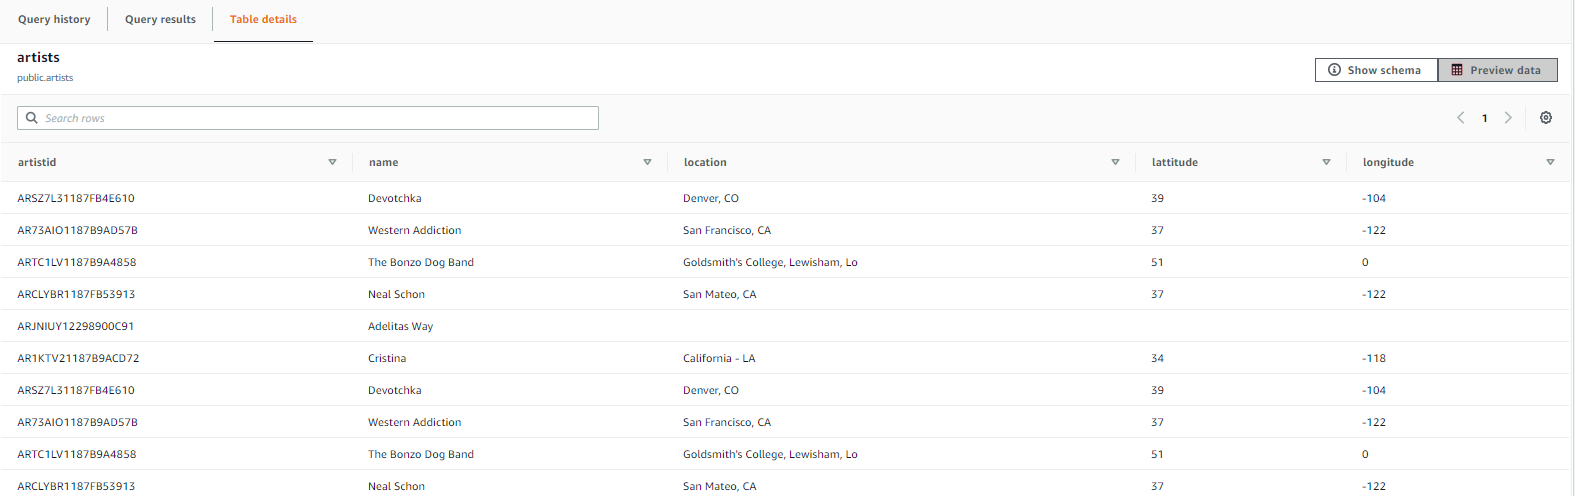 Query history Query results Table details
artists
public.artists
Show schema Preview data
Search rows
1
artistid name location lattitude longitude
ARSZ7L31187FB4E610 Devotchka Denver, CO 39 -104
AR73AIO1187B9AD57B Western Addiction San Francisco, CA 37 -122
ARTC1LV1187B9A4858 The Bonzo Dog Band Goldsmith's College, Lewisham, Lo 51 0
ARCLYBR1187FB53913 Neal Schon San Mateo, CA 37 -122
ARJNIUY12298900C91 Adelitas Way
AR1KTV21187B9ACD72 Cristina California - LA 34 -118
ARSZ7L31187FB4E610 Devotchka Denver, CO 39 -104
AR73AIO1187B9AD57B Western Addiction San Francisco, CA 37 -122
ARTC1LV1187B9A4858 The Bonzo Dog Band Goldsmith's College, Lewisham, Lo 51 0
ARCLYBR1187FB53913 Neal Schon San Mateo, CA 37 -122